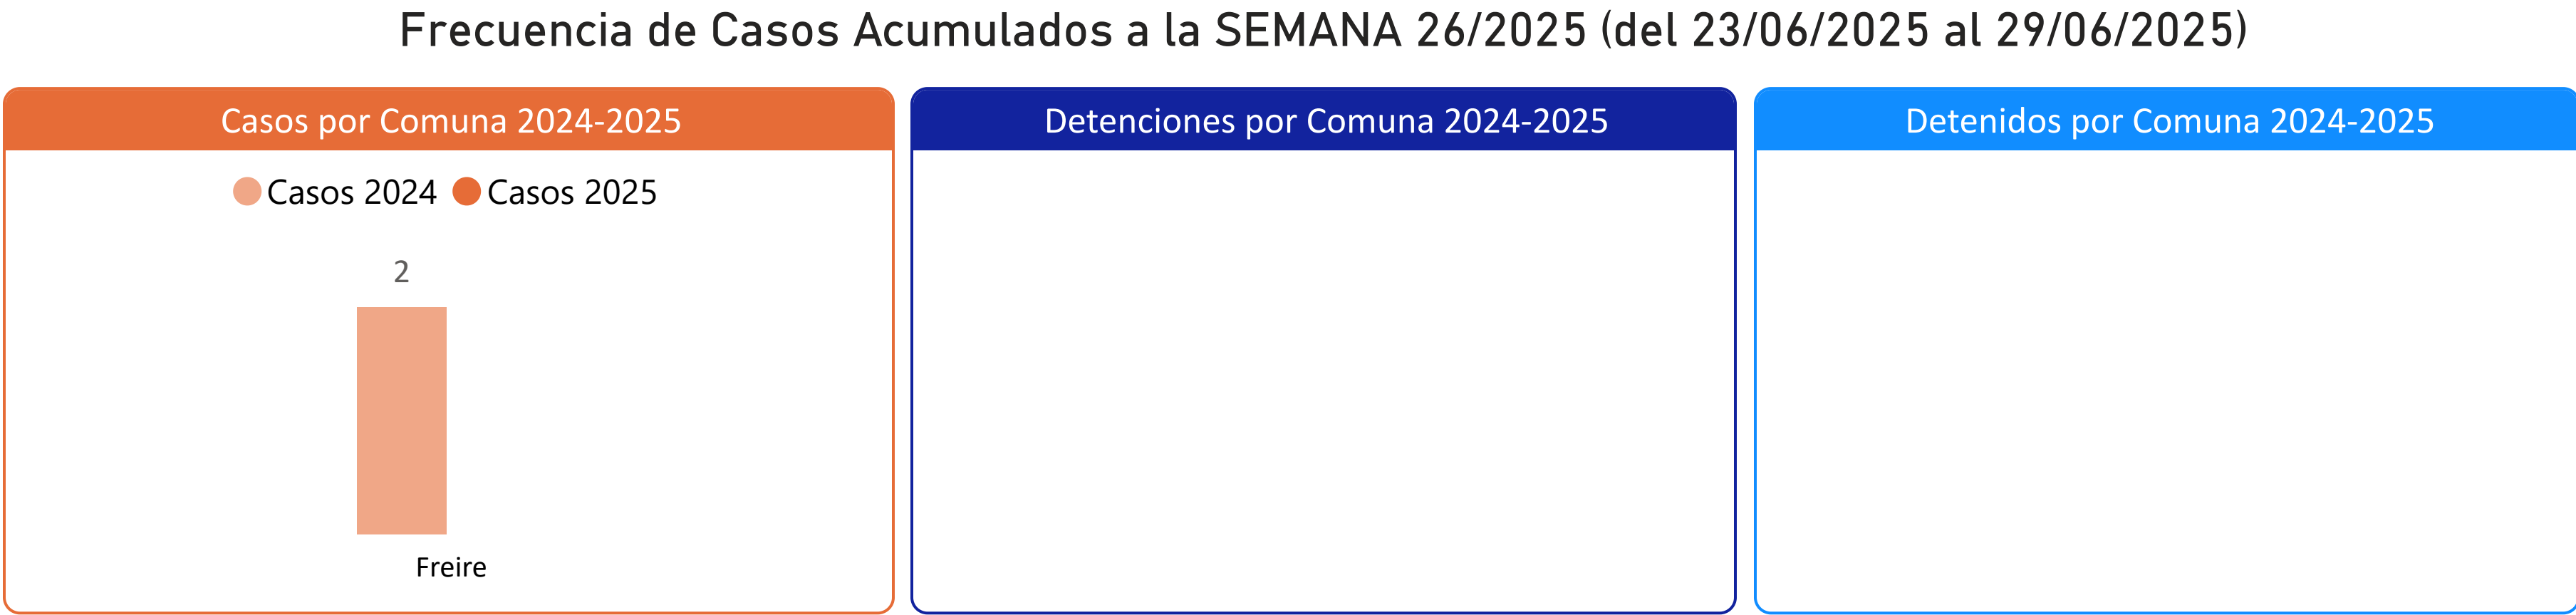 Frecuencia de Casos Acumulados a la SEMANA 26/2025 (del 23/06/2025 al 29/06/2025)
Casos por Comuna 2024-2025
Casos 2024 Casos 2025
2
Freire
Detenciones por Comuna 2024-2025
Detenidos por Comuna 2024-2025